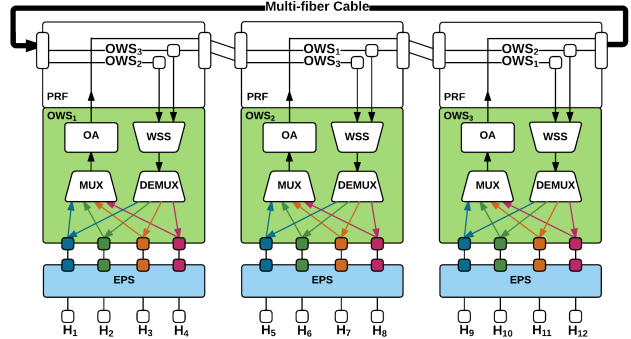 Multi-fiber Cable
OWS₃ OWS₁ OWS₂
OWS₂ OWS₃ OWS₁
PRF PRF PRF
OWS₁ OWS₂ OWS₃
OA WSS OA WSS OA WSS
MUX DEMUX MUX DEMUX MUX DEMUX
EPS EPS EPS
H₁ H₂ H₃ H₄ H₅ H₆ H₇ H₈ H₉ H₁₀ H₁₁ H₁₂